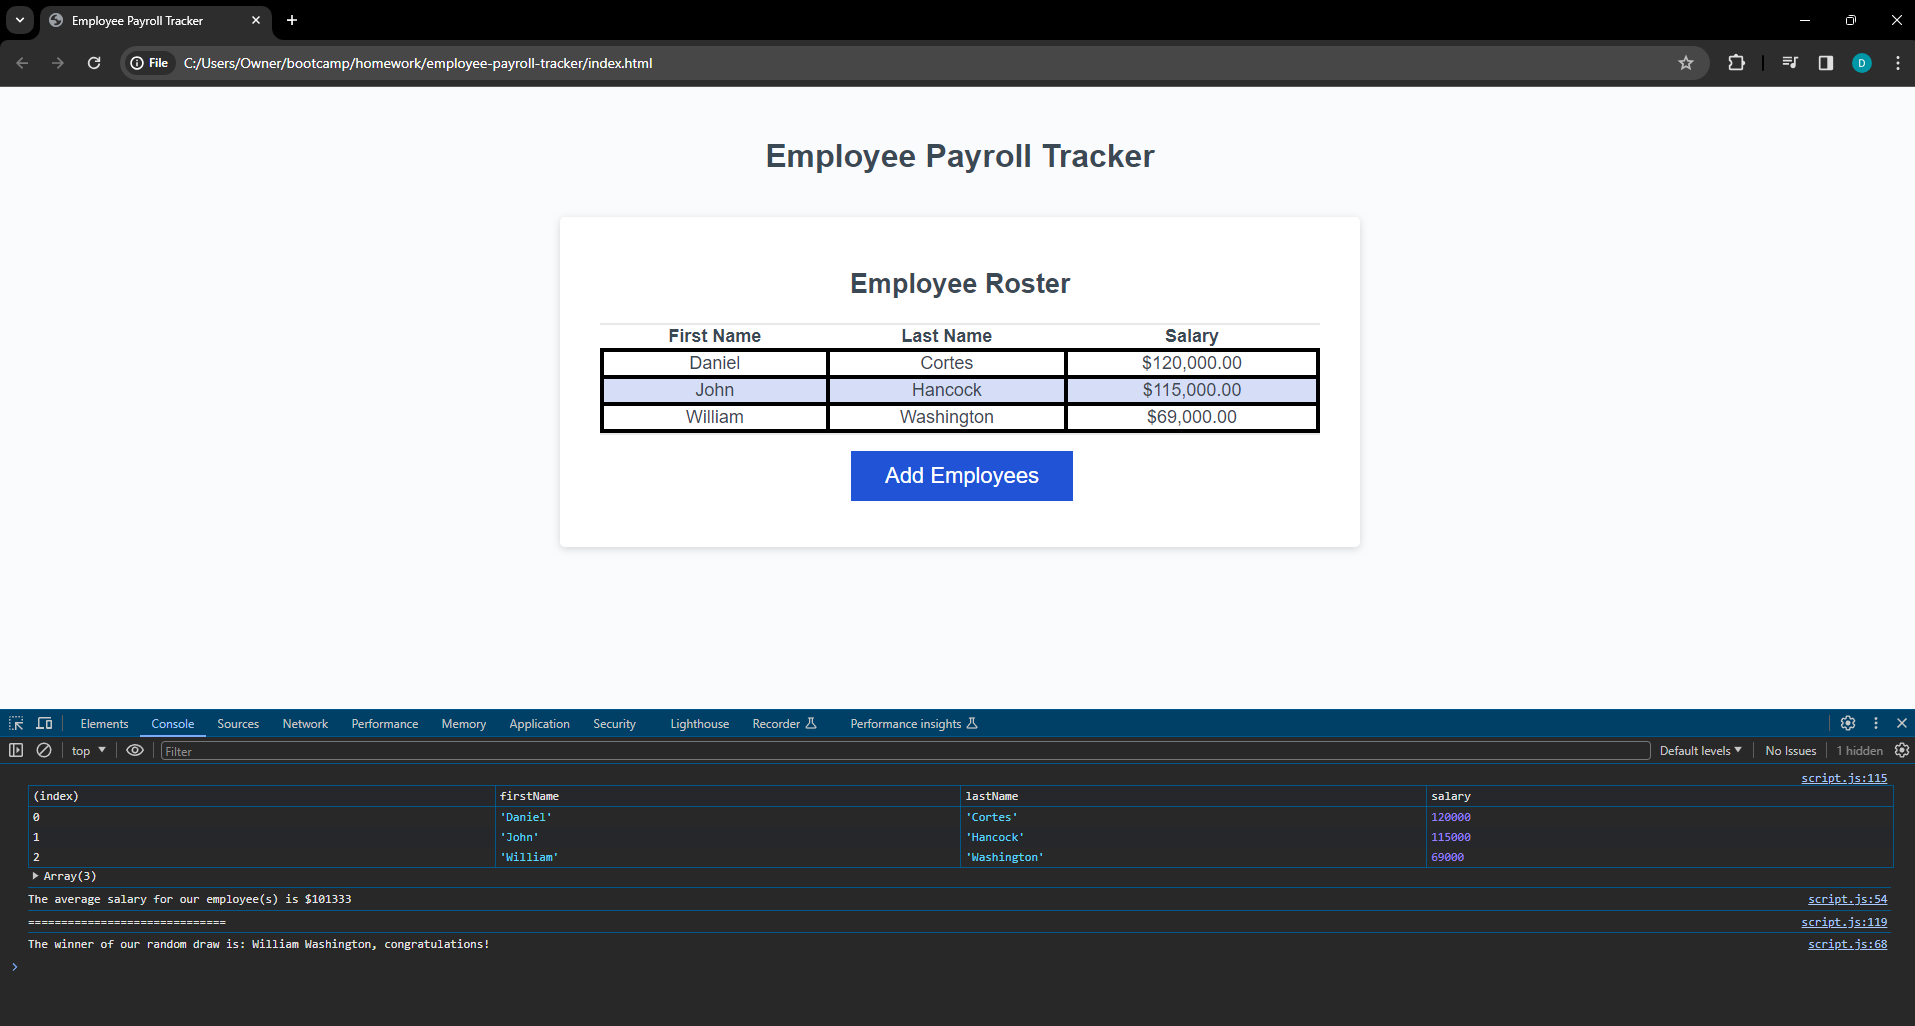 Employee Payroll Tracker
File C:/Users/Owner/bootcamp/homework/employee-payroll-tracker/index.html
D
Employee Payroll Tracker
Employee Roster
First Name Last Name Salary
Daniel Cortes $120,000.00
John Hancock $115,000.00
William Washington $69,000.00
Add Employees
Elements Console Sources Network Performance Memory Application Security Lighthouse Recorder Performance insights
top Filter Default levels No Issues 1 hidden
script.js:115
(index) firstName lastName salary
0 'Daniel' 'Cortes' 120000
1 'John' 'Hancock' 115000
2 'William' 'Washington' 69000
Array(3)
The average salary for our employee(s) is $101333 script.js:54
============================== script.js:119
The winner of our random draw is: William Washington, congratulations! script.js:68